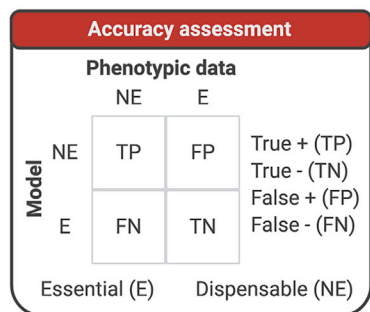 Accuracy assessment
Phenotypic data
NE E
Model
NE TP FP
E FN TN
True + (TP)
True - (TN)
False + (FP)
False - (FN)
Essential (E) Dispensable (NE)